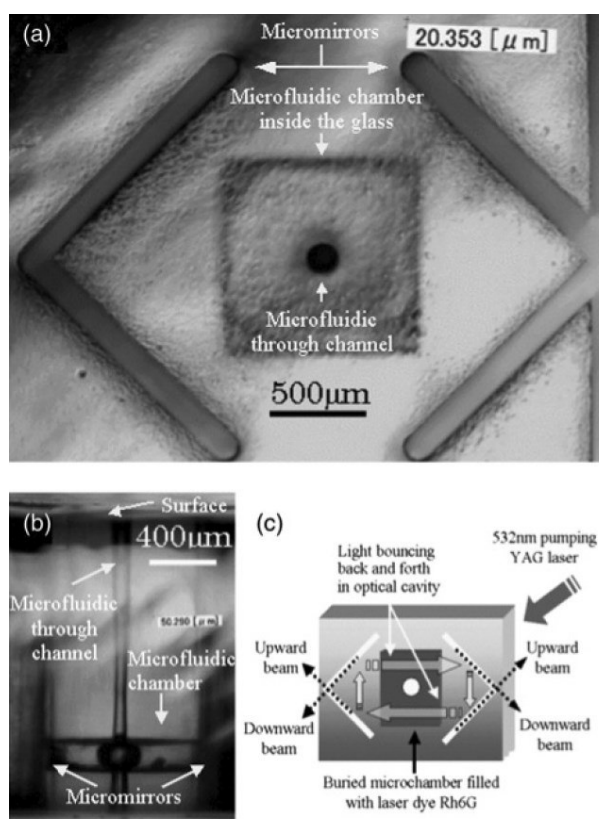 (a)
Micromirrors
20.353 [μm]
Microfluidic chamber
inside the glass
Microfluidic
through channel
500μm
(b)
Surface
400μm
Microfluidic
through
channel
50.290 [μm]
Microfluidic
chamber
Micromirrors
(c)
532nm pumping
YAG laser
Light bouncing
back and forth
in optical cavity
Upward
beam
Upward
beam
Downward
beam
Downward
beam
Buried microchamber filled
with laser dye Rh6G